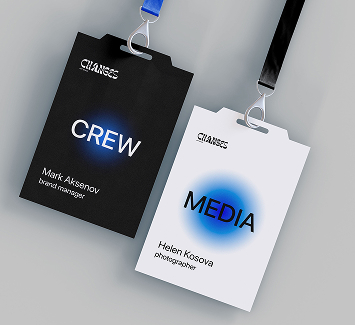 CHANGES
CREW
Mark Aksenov
brand manager
CHANGES
MEDIA
Helen Kosova
photographer